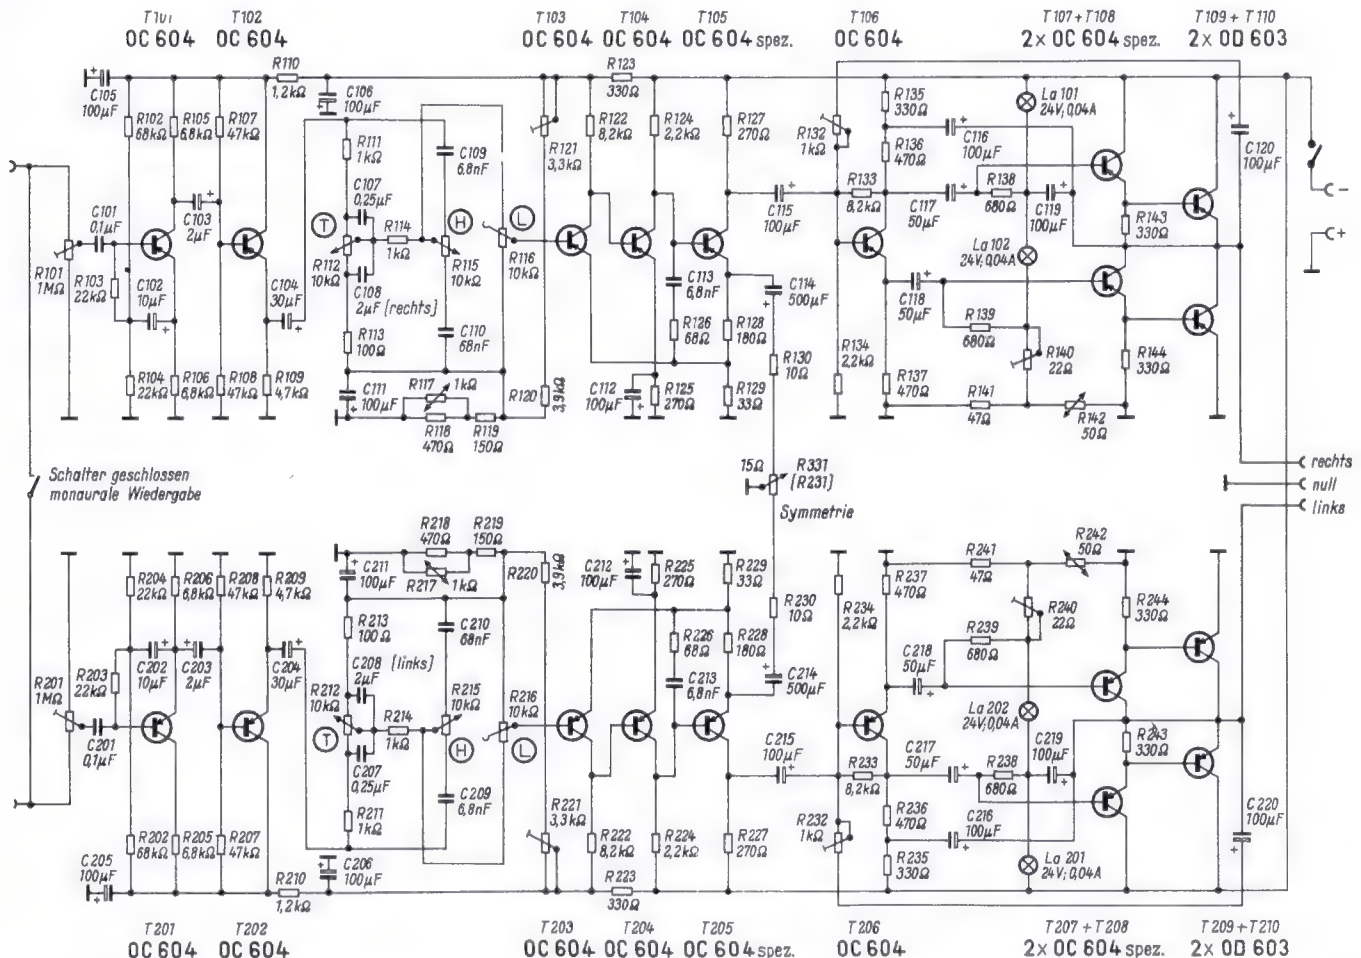 T101
OC 604
T102
OC 604
T103
OC 604
T104
OC 604
T105
OC 604 spez.
T106
OC 604
T107 + T108
2x OC 604 spez.
T109 + T110
2x OD 603
C105
100µF
R102
68kΩ
R105
6,8kΩ
R107
47kΩ
R110
1,2kΩ
C106
100µF
R111
1kΩ
C107
0,25µF
C109
6,8nF
R121
3,3kΩ
R122
8,2kΩ
R123
330Ω
R124
2,2kΩ
R127
270Ω
R132
1kΩ
R135
330Ω
R136
470Ω
C116
100µF
La 101
24V, 0,04A
C120
100µF
R101
1MΩ
C101
0,1µF
R103
22kΩ
C102
10µF
C103
2µF
C104
30µF
T
R112
10kΩ
C108
2µF [rechts]
R114
1kΩ
H
R115
10kΩ
L
R116
10kΩ
C113
6,8nF
C115
100µF
C114
500µF
R133
8,2kΩ
C117
50µF
R138
680Ω
C119
100µF
La 102
24V; 0,04A
R143
330Ω
−
+
R104
22kΩ
R106
6,8kΩ
R108
47kΩ
R109
4,7kΩ
R113
100Ω
C110
68nF
C111
100µF
R117
1kΩ
R118
470Ω
R119
150Ω
R120
3,9kΩ
C112
100µF
R125
270Ω
R126
68Ω
R128
180Ω
R129
33Ω
R130
10Ω
R134
2,2kΩ
C118
50µF
R137
470Ω
R139
680Ω
R140
22Ω
R141
47Ω
R142
50Ω
R144
330Ω
Schalter geschlossen
monaurale Wiedergabe
15Ω
R331
[R231]
Symmetrie
rechts
null
links
R204
22kΩ
R206
6,8kΩ
R208
47kΩ
R209
4,7kΩ
C211
100µF
R218
470Ω
R219
150Ω
R217
1kΩ
R220
3,9kΩ
C212
100µF
R225
270Ω
R229
33Ω
R230
10Ω
R234
2,2kΩ
R237
470Ω
R241
47Ω
R242
50Ω
R240
22Ω
R244
330Ω
R201
1MΩ
R203
22kΩ
C201
0,1µF
C202
10µF
C203
2µF
C204
30µF
R213
100Ω
C210
68nF
C208
2µF
[links]
R212
10kΩ
T
C207
0,25µF
R214
1kΩ
R215
10kΩ
H
R216
10kΩ
L
R226
68Ω
C213
6,8nF
R228
180Ω
C214
500µF
C215
100µF
C218
50µF
R239
680Ω
La 202
24V, 0,04A
C217
50µF
R238
680Ω
C219
100µF
R243
330Ω
R233
8,2kΩ
C205
100µF
R202
68kΩ
R205
6,8kΩ
R207
47kΩ
R210
1,2kΩ
C206
100µF
R211
1kΩ
C209
6,8nF
R221
3,3kΩ
R222
8,2kΩ
R223
330Ω
R224
2,2kΩ
R227
270Ω
R232
1kΩ
R236
470Ω
C216
100µF
R235
330Ω
La 201
24V; 0,04A
C220
100µF
T201
OC 604
T202
OC 604
T203
OC 604
T204
OC 604
T205
OC 604 spez.
T206
OC 604
T207 + T208
2x OC 604 spez.
T209 + T210
2x OD 603